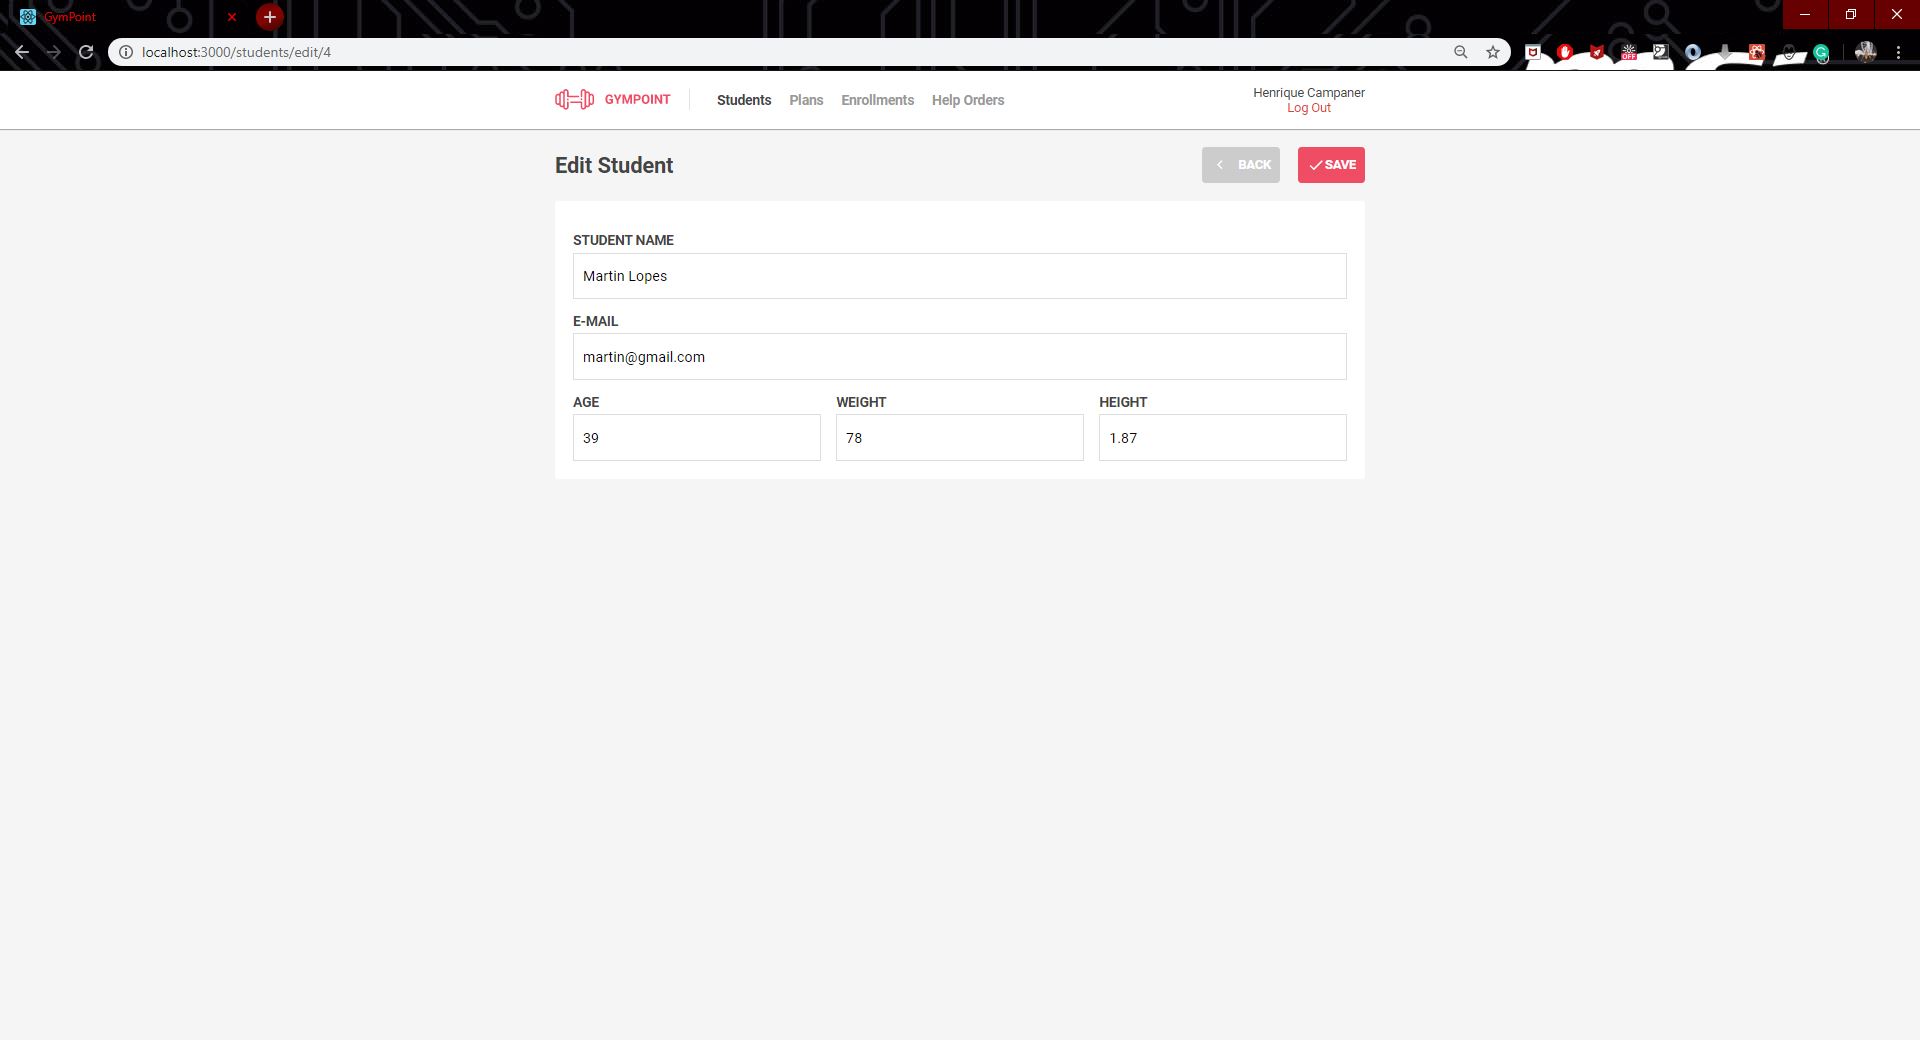 GymPoint
localhost:3000/students/edit/4
OFF
GYMPOINT
Students Plans Enrollments Help Orders
Henrique Campaner
Log Out
Edit Student
BACK
SAVE
STUDENT NAME
Martin Lopes
E-MAIL
martin@gmail.com
AGE WEIGHT HEIGHT
39 78 1.87